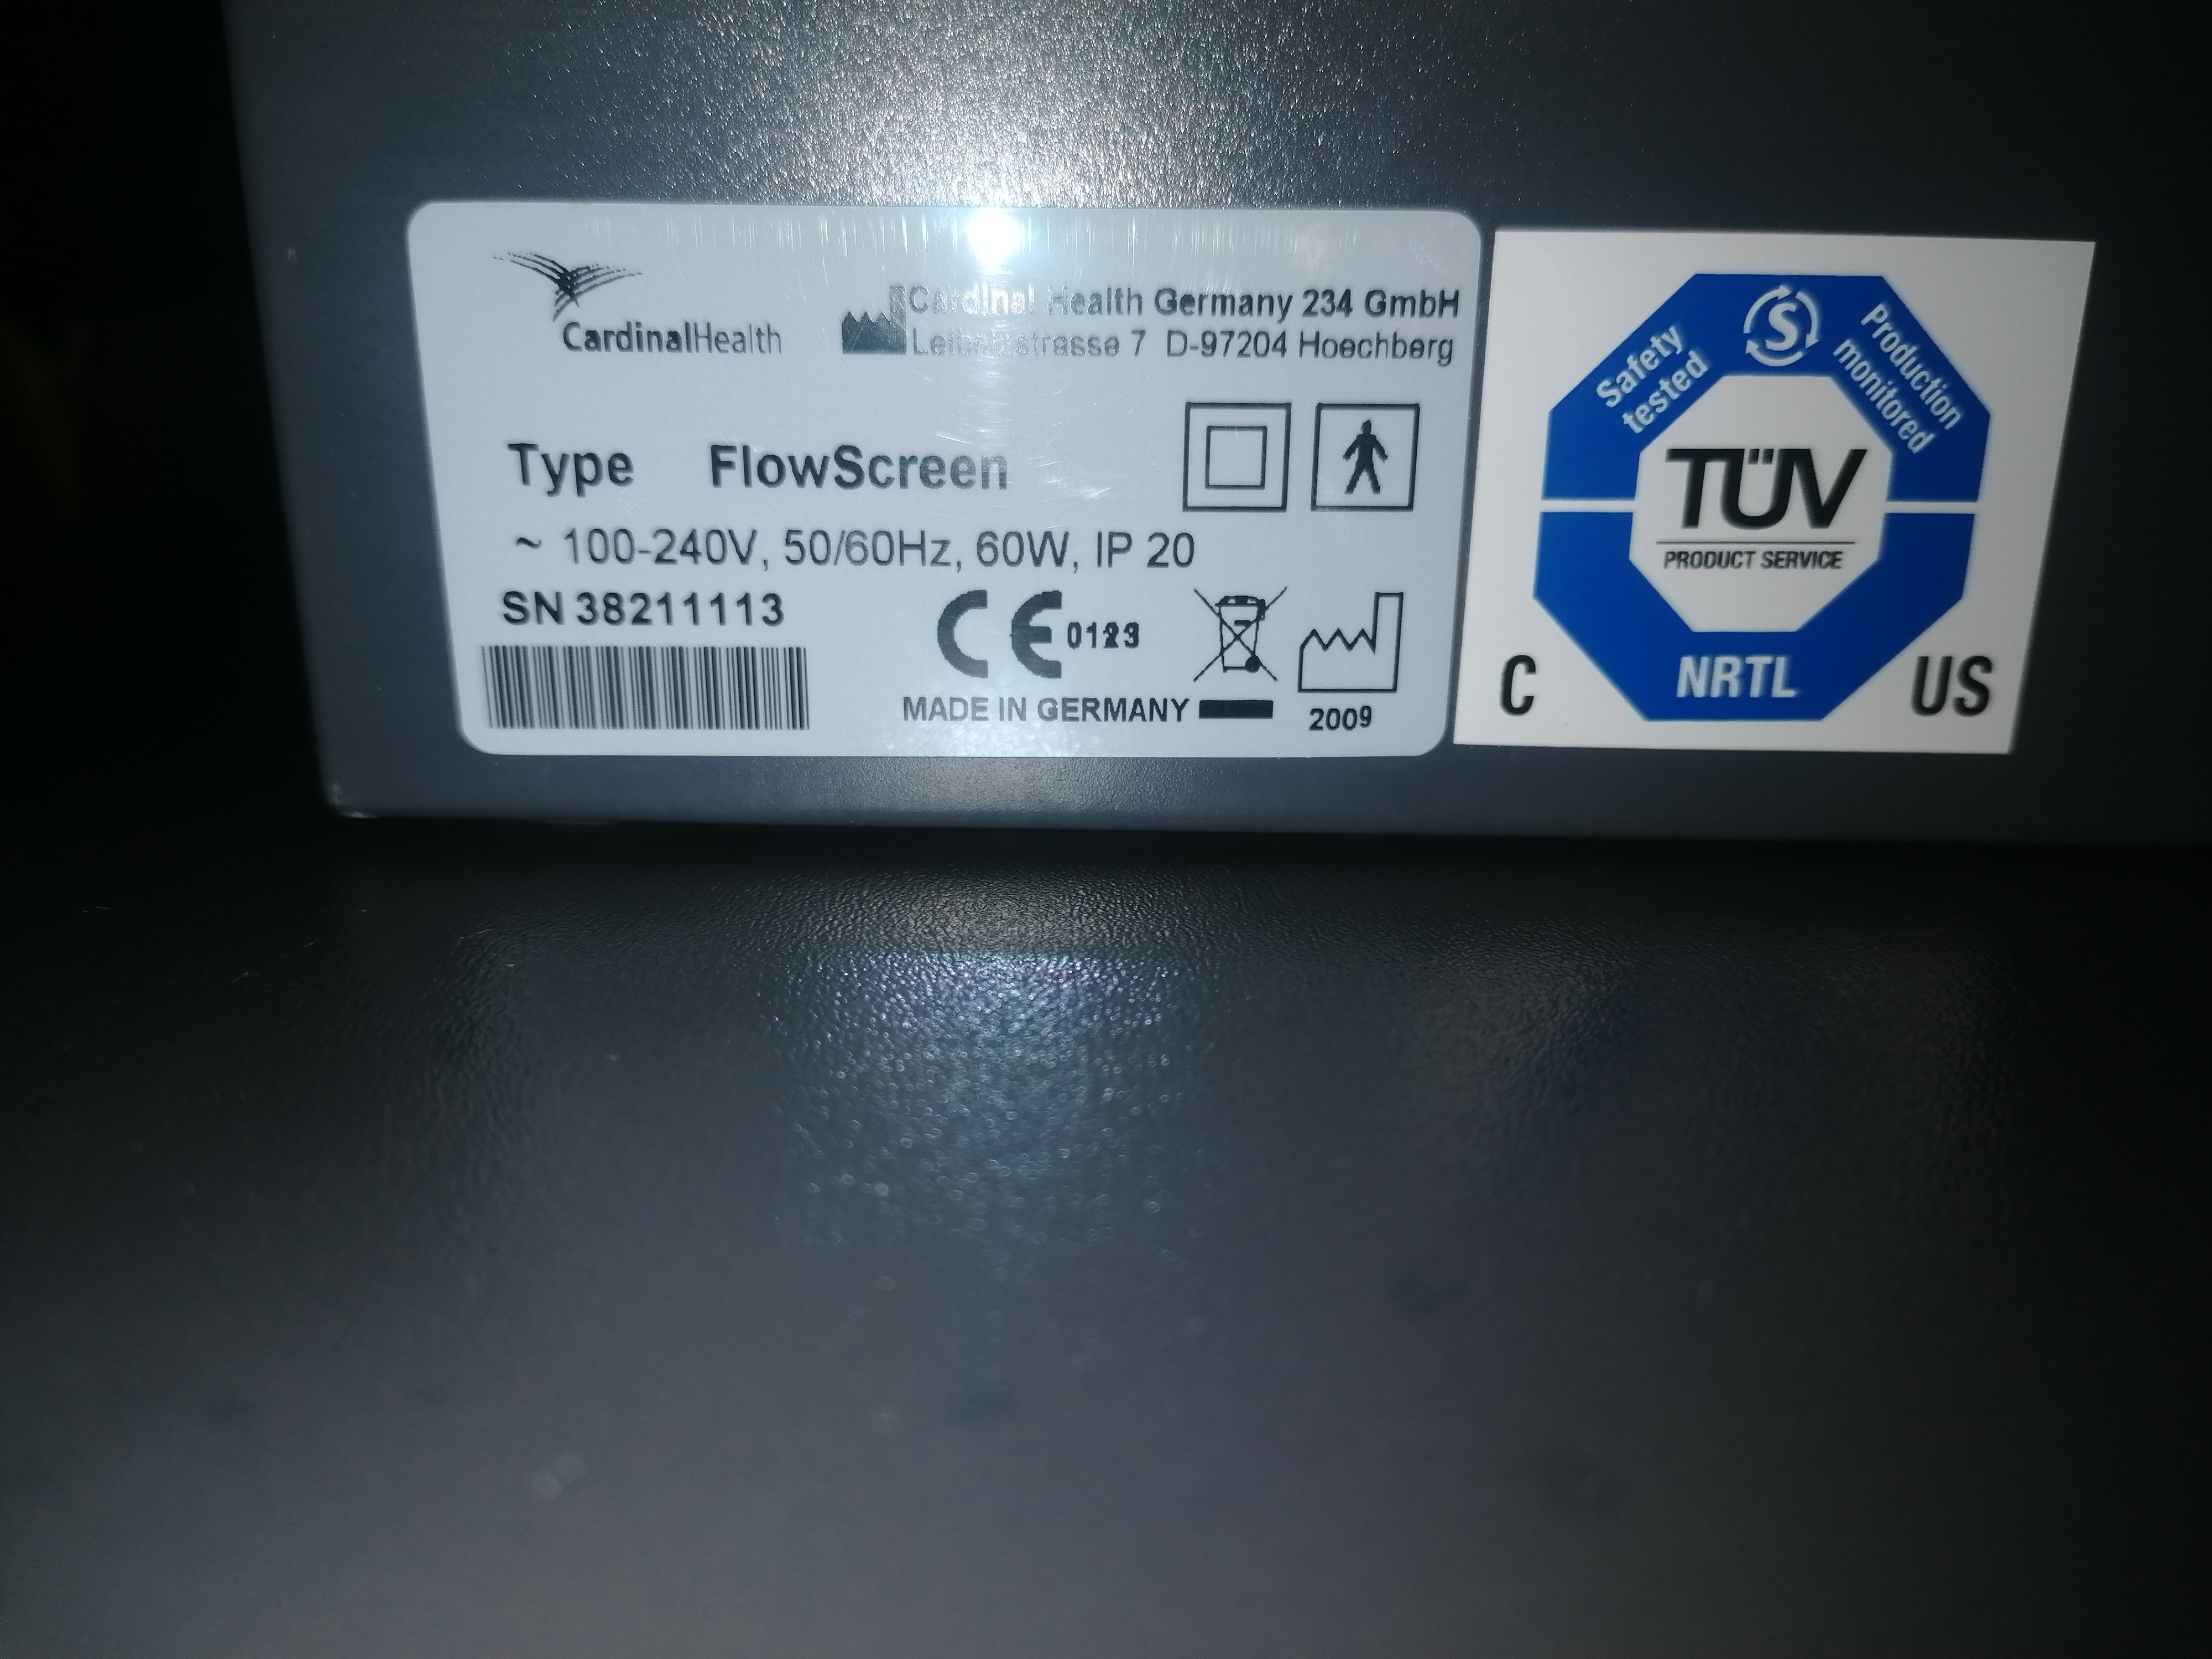 CardinalHealth
Cardinal Health Germany 234 GmbH
7 D-97204 Hoechberg
Type FlowScreen
~ 100-240V, 50/60Hz, 60W, IP 20
SN 38211113
CE 0123
MADE IN GERMANY
2009
Safety tested
S
Production monitored
TÜV
PRODUCT SERVICE
NRTL
C US